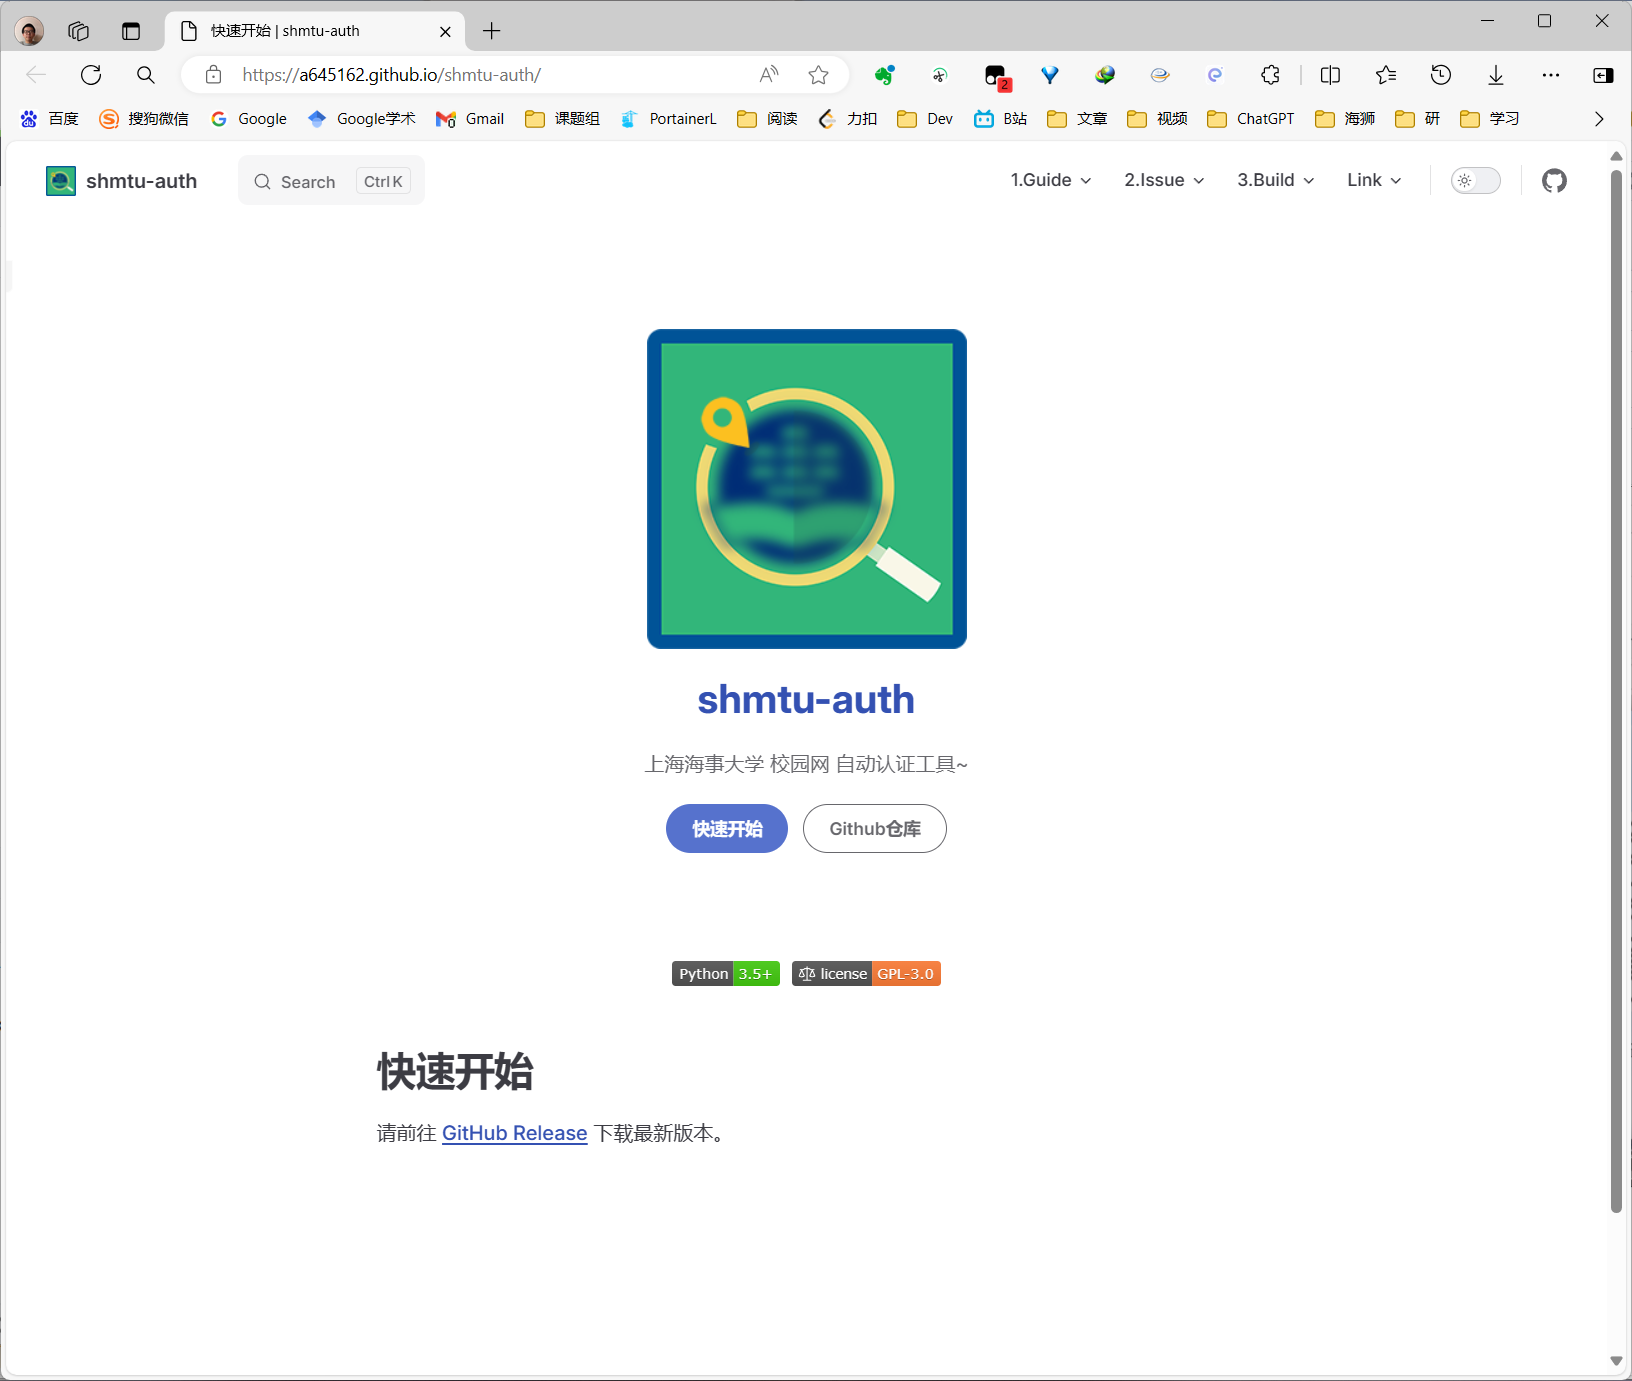 快速开始 | shmtu-auth
https://a645162.github.io/shmtu-auth/
2
百度 搜狗微信 Google Google学术 Gmail 课题组 PortainerL 阅读 力扣 Dev B站 文章 视频 ChatGPT 海狮 研 学习
shmtu-auth Search Ctrl K 1.Guide 2.Issue 3.Build Link
shmtu-auth
上海海事大学 校园网 自动认证工具~
快速开始 Github仓库
Python 3.5+ license GPL-3.0
快速开始
请前往 GitHub Release 下载最新版本。